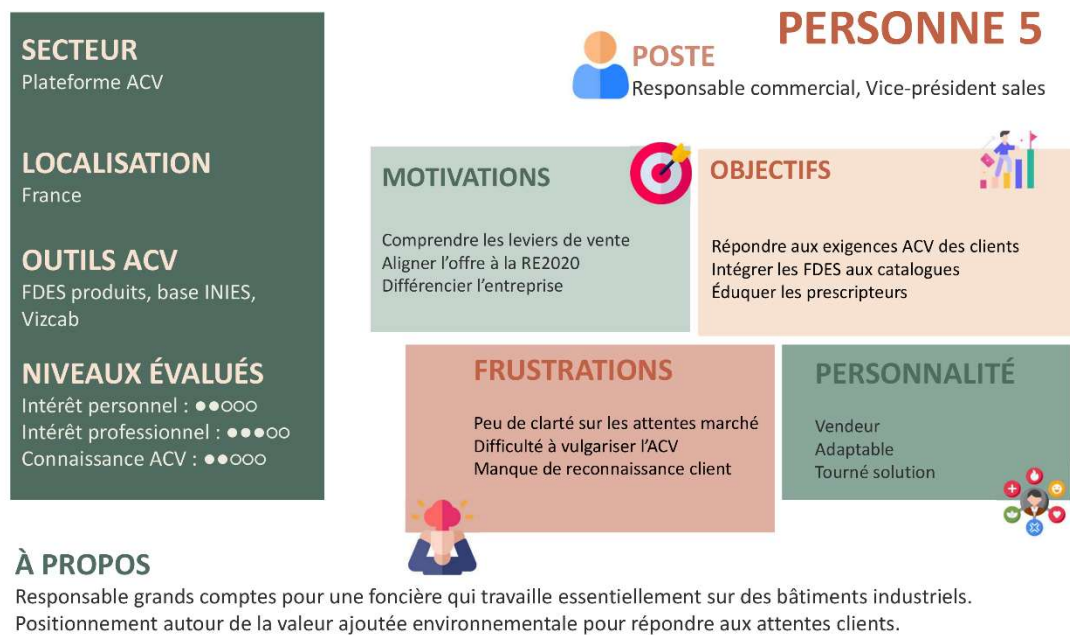 PERSONNE 5
POSTE
Responsable commercial, Vice-président sales
SECTEUR
Plateforme ACV
LOCALISATION
France
OUTILS ACV
FDES produits, base INIES,
Vizcab
NIVEAUX ÉVALUÉS
Intérêt personnel : ●●○○○
Intérêt professionnel : ●●●○○
Connaissance ACV : ●●○○○
MOTIVATIONS
Comprendre les leviers de vente
Aligner l’offre à la RE2020
Différencier l’entreprise
OBJECTIFS
Répondre aux exigences ACV des clients
Intégrer les FDES aux catalogues
Éduquer les prescripteurs
FRUSTRATIONS
Peu de clarté sur les attentes marché
Difficulté à vulgariser l’ACV
Manque de reconnaissance client
PERSONNALITÉ
Vendeur
Adaptable
Tourné solution
À PROPOS
Responsable grands comptes pour une foncière qui travaille essentiellement sur des bâtiments industriels.
Positionnement autour de la valeur ajoutée environnementale pour répondre aux attentes clients.